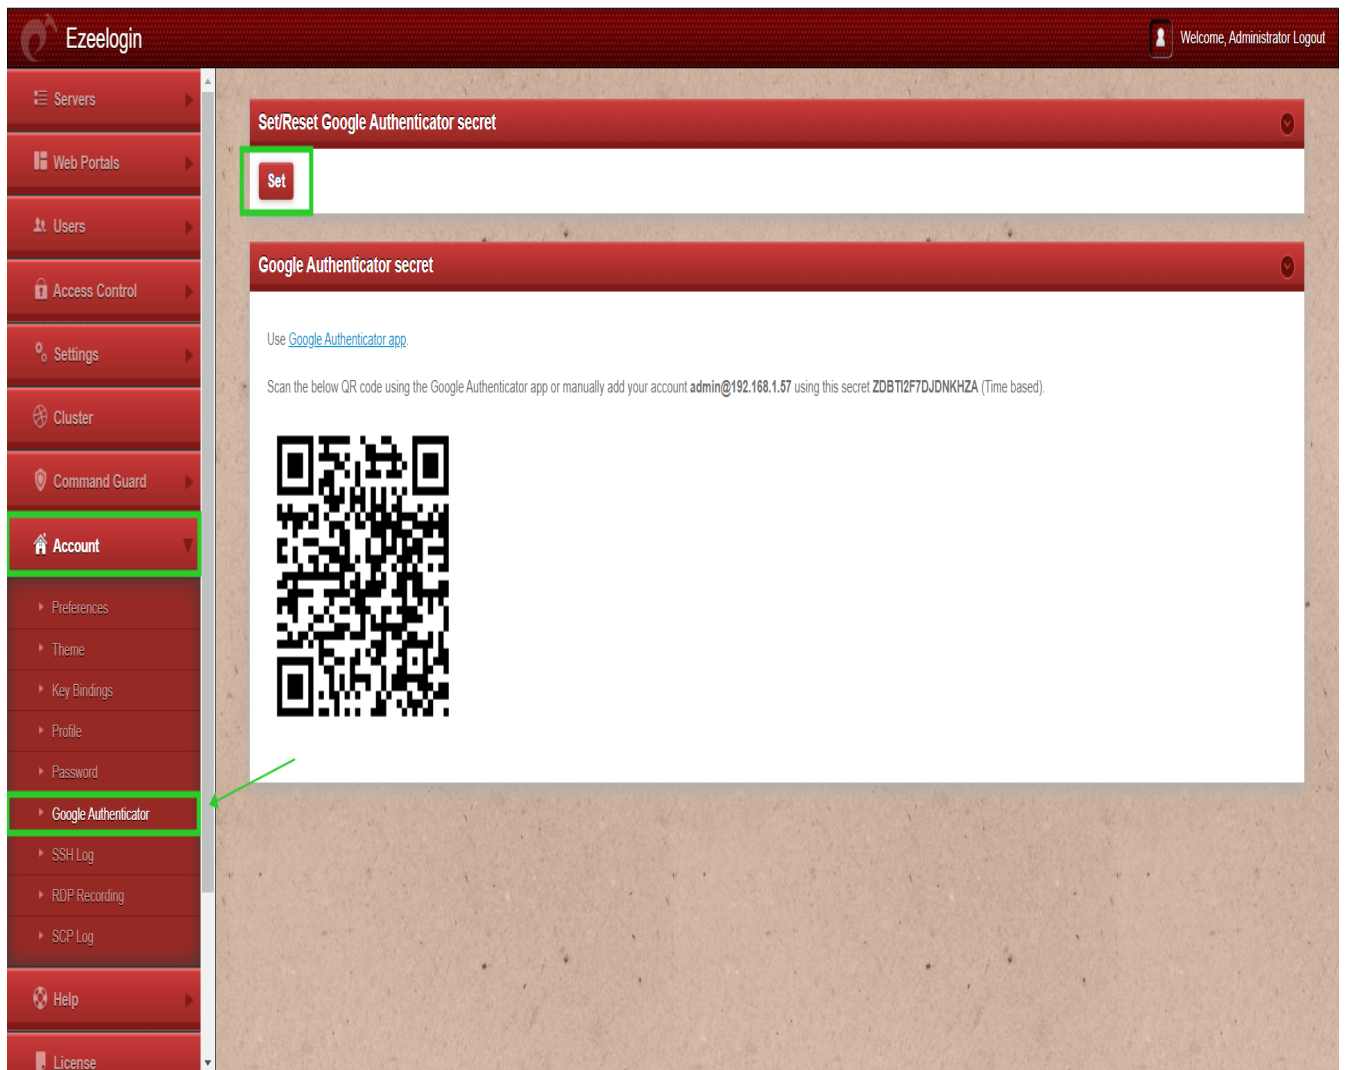 Ezeelogin
Welcome, Administrator Logout
Servers
Web Portals
Users
Access Control
Settings
Cluster
Command Guard
Account
Preferences
Theme
Key Bindings
Profile
Password
Google Authenticator
SSH Log
RDP Recording
SCP Log
Help
License
Set/Reset Google Authenticator secret
Set
Google Authenticator secret
Use Google Authenticator app.
Scan the below QR code using the Google Authenticator app or manually add your account admin@192.168.1.57 using this secret ZDBTI2F7DJDNKHZA (Time based).